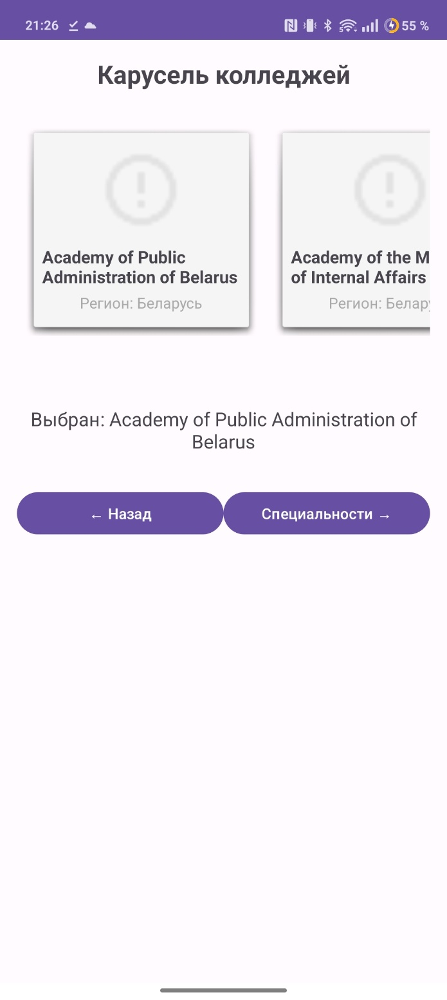 21:26
55 %
Карусель колледжей
Academy of Public
Administration of Belarus
Регион: Беларусь
Academy of the M
of Internal Affairs
Регион: Белару
Выбран: Academy of Public Administration of
Belarus
← Назад
Специальности →